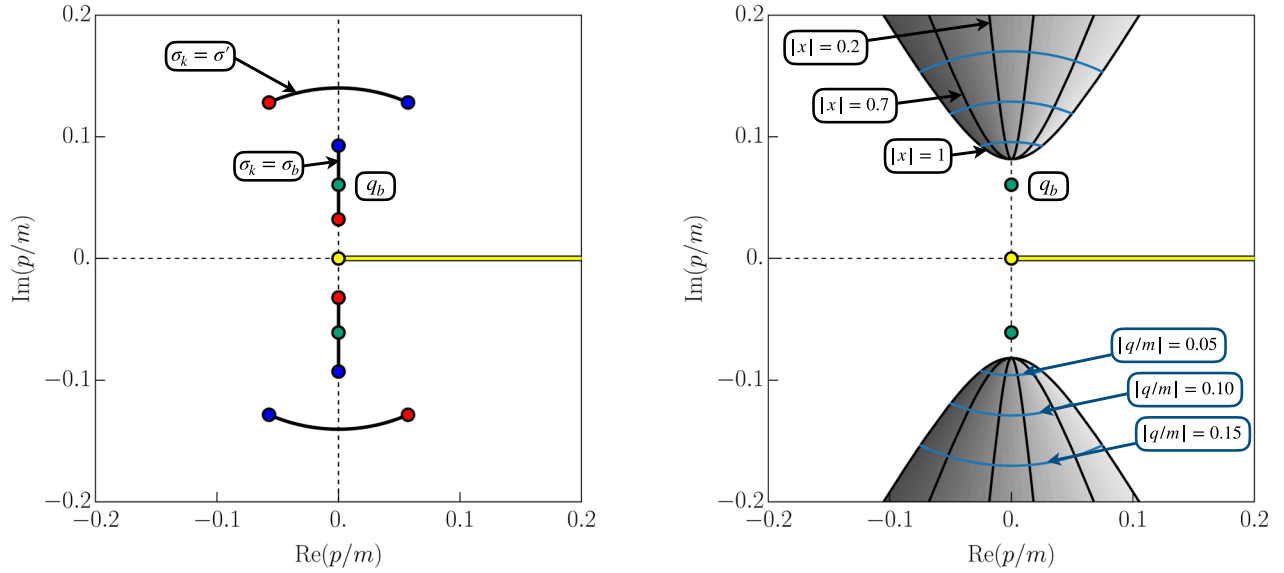 0.2
0.1
0.
−0.1
−0.2
Im(p/m)
−0.2
−0.1
0.
0.1
0.2
Re(p/m)
σₖ = σ′
σₖ = σ_b
q_b
0.2
0.1
0.
−0.1
−0.2
Im(p/m)
−0.2
−0.1
0.
0.1
0.2
Re(p/m)
|x| = 0.2
|x| = 0.7
|x| = 1
q_b
|q/m| = 0.05
|q/m| = 0.10
|q/m| = 0.15